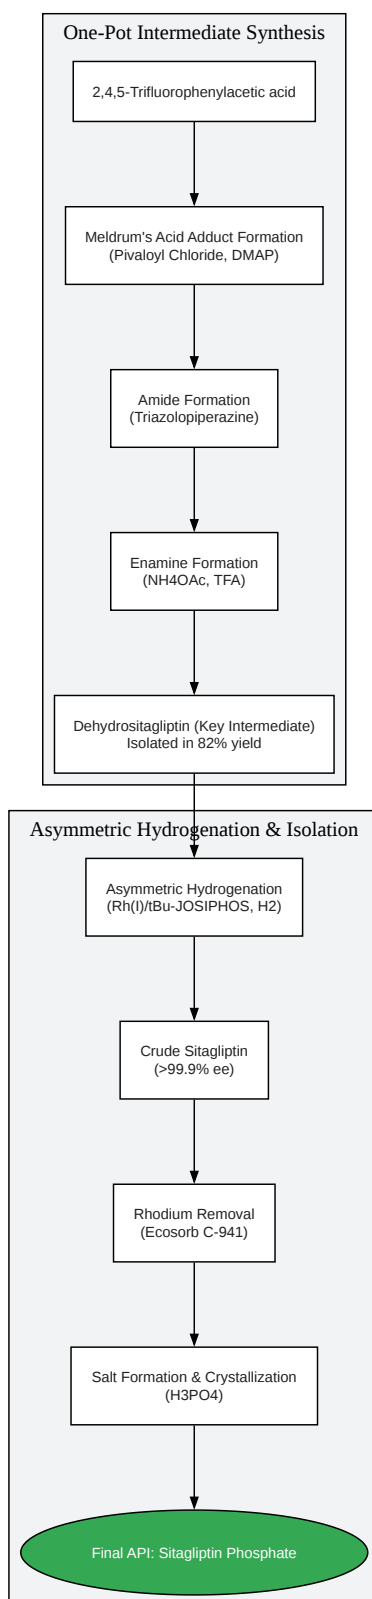 One-Pot Intermediate Synthesis
2,4,5-Trifluorophenylacetic acid
Meldrum's Acid Adduct Formation
(Pivaloyl Chloride, DMAP)
Amide Formation
(Triazolopiperazine)
Enamine Formation
(NH4OAc, TFA)
Dehydrositagliptin (Key Intermediate)
Isolated in 82% yield
Asymmetric Hydrogenation & Isolation
Asymmetric Hydrogenation
(Rh(I)/tBu-JOSIPHOS, H2)
Crude Sitagliptin
(>99.9% ee)
Rhodium Removal
(Ecosorb C-941)
Salt Formation & Crystallization
(H3PO4)
Final API: Sitagliptin Phosphate